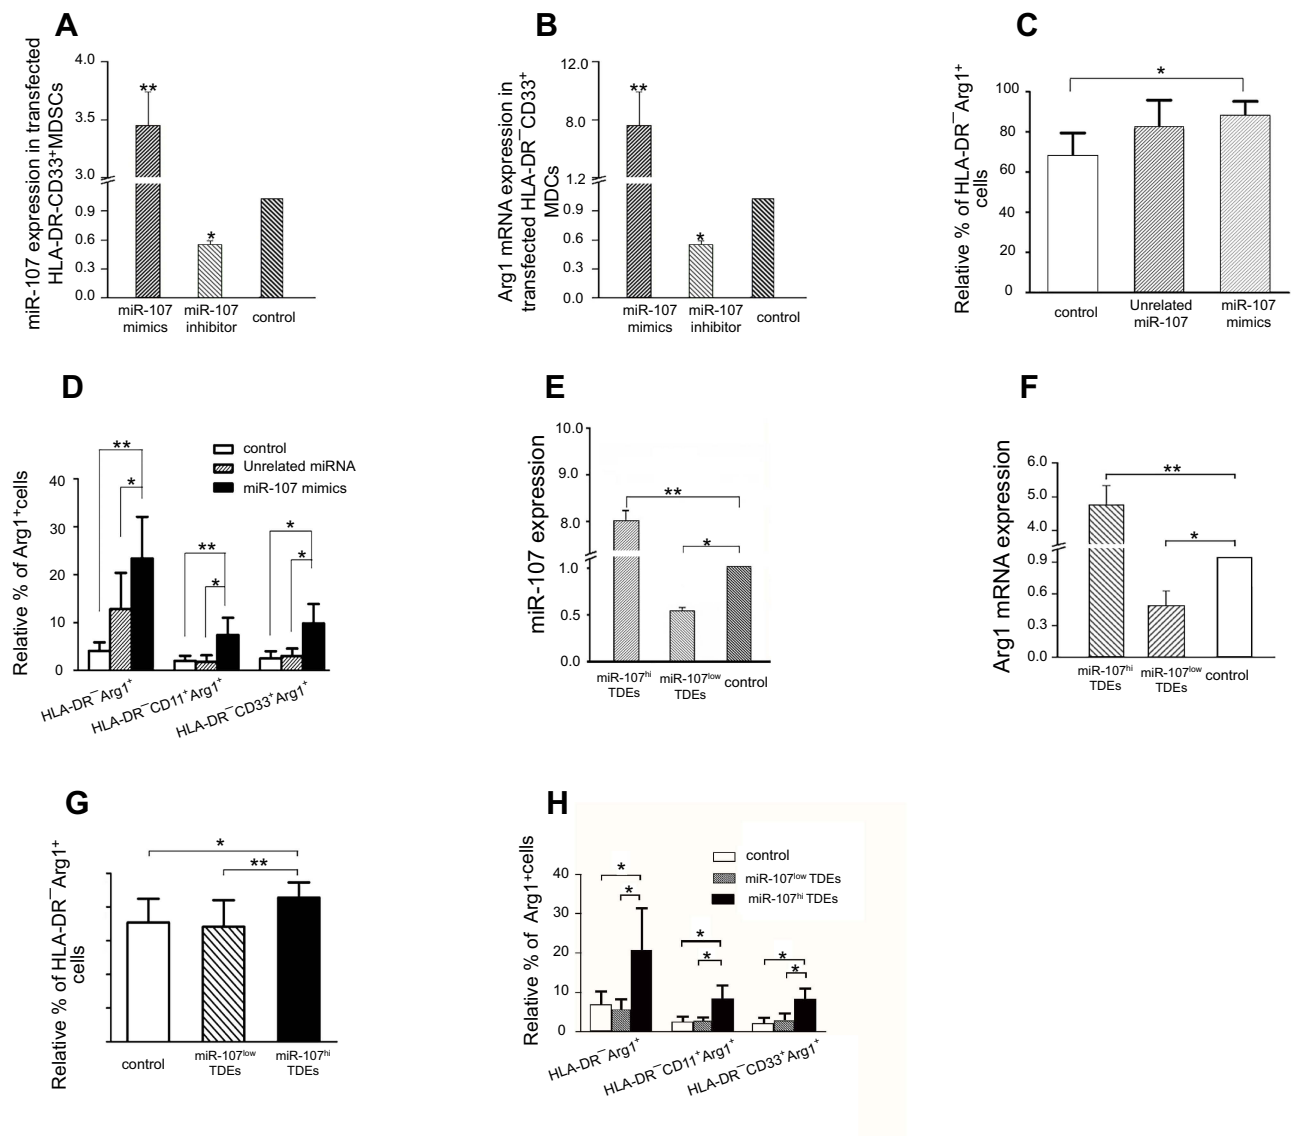 A
miR-107 expression in transfected
HLA-DR-CD33⁺MDSCs
4.0
3.5
3.0
0.9
0.6
0.3
0.0
**
*
miR-107
mimics
miR-107
inhibitor
control
B
Arg1 mRNA expression in
transfected HLA-DR⁻CD33⁺
MDCs
12.0
8.0
1.2
0.9
0.6
0.3
0.0
**
*
miR-107
mimics
miR-107
inhibitor
control
C
Relative % of HLA-DR⁻Arg1⁺
cells
100
80
60
40
20
0
*
control
Unrelated
miR-107
miR-107
mimics
D
Relative % of Arg1⁺cells
40
30
20
10
0
control
Unrelated miRNA
miR-107 mimics
**
*
**
*
*
*
HLA-DR⁻Arg1⁺
HLA-DR⁻CD11⁺Arg1⁺
HLA-DR⁻CD33⁺Arg1⁺
E
miR-107 expression
10.0
9.0
8.0
1.0
0.5
0.0
**
*
miR-107ʰⁱ
TDEs
miR-107ˡᵒʷ
TDEs
control
F
Arg1 mRNA expression
6.0
5.0
4.0
0.9
0.6
0.3
0.0
**
*
miR-107ʰⁱ
TDEs
miR-107ˡᵒʷ
TDEs
control
G
Relative % of HLA-DR⁻Arg1⁺
cells
*
**
control
miR-107ˡᵒʷ
TDEs
miR-107ʰⁱ
TDEs
H
Relative % of Arg1⁺cells
40
30
20
10
0
control
miR-107ˡᵒʷ TDEs
miR-107ʰⁱ TDEs
*
*
*
*
*
*
HLA-DR⁻Arg1⁺
HLA-DR⁻CD11⁺Arg1⁺
HLA-DR⁻CD33⁺Arg1⁺